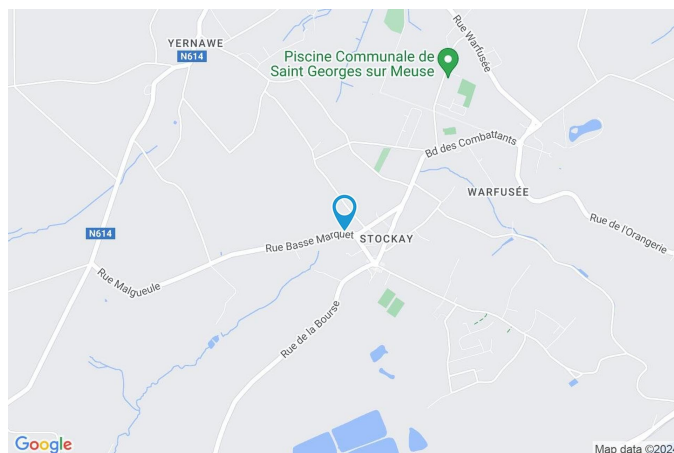 YERNAWE
N614
Rue Warfusée
Piscine Communale de
Saint Georges sur Meuse
Bd des Combattants
WARFUSÉE
Rue de l'Orangerie
N614
Rue Basse Marquet
STOCKAY
Rue Malgueule
Rue de la Bourse
Google
Map data ©2024